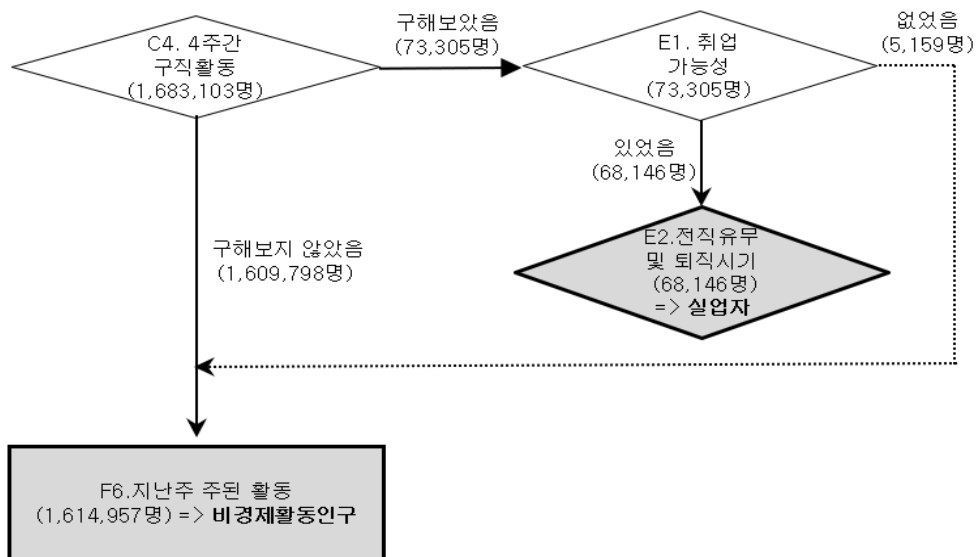 C4. 4주간
구직활동
(1,683,103명)
구해보았음
(73,305명)
E1. 취업
가능성
(73,305명)
없었음
(5,159명)
있었음
(68,146명)
E2.전직유무
및 퇴직시기
(68,146명)
=> 실업자
구해보지 않았음
(1,609,798명)
F6.지난주 주된 활동
(1,614,957명) => 비경제활동인구